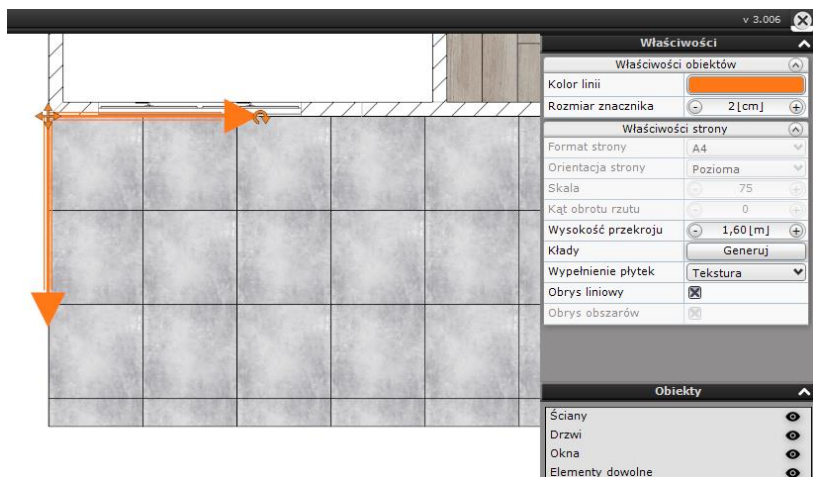 v 3.006
Właściwości
Właściwości obiektów
Kolor linii
Rozmiar znacznika - 2[cm] +
Właściwości strony
Format strony A4
Orientacja strony Pozioma
Skala - 75 +
Kąt obrotu rzutu - 0 +
Wysokość przekroju - 1,60[m] +
Kłady Generuj
Wypełnienie płytek Tekstura
Obrys liniowy
Obrys obszarów
Obiekty
Ściany
Drzwi
Okna
Elementy dowolne